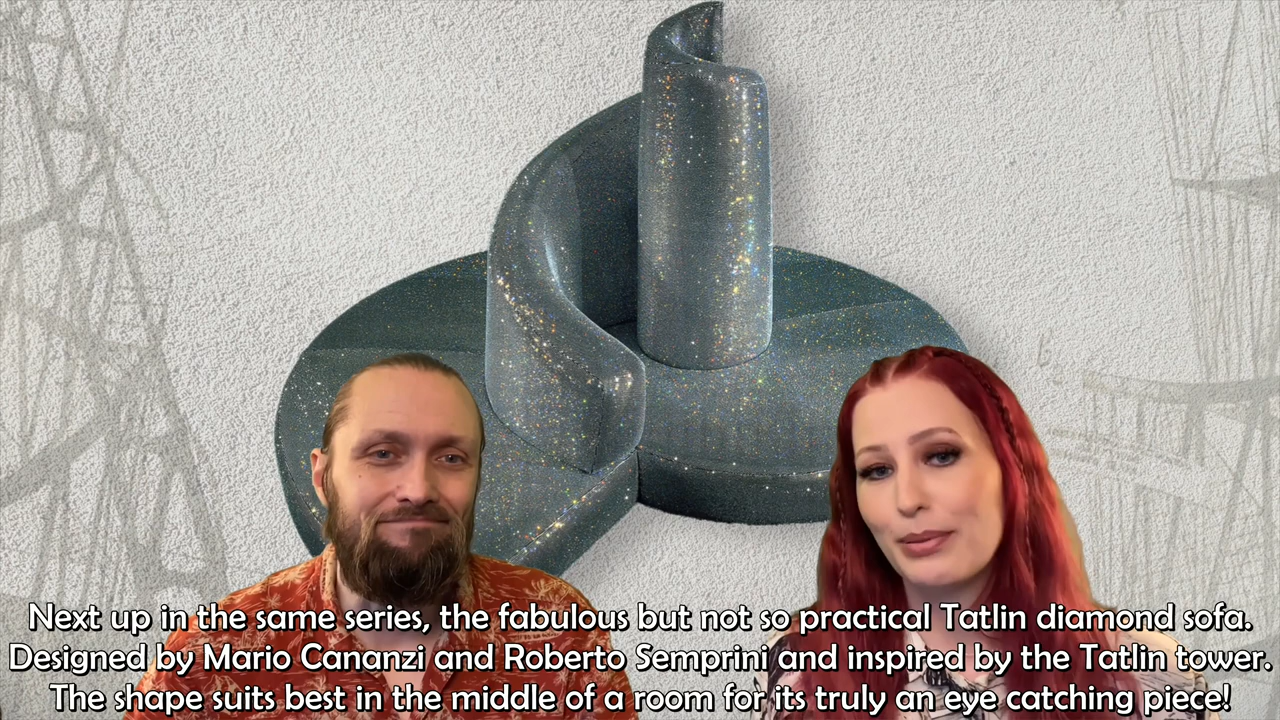 Next up in the same series, the fabulous but not so practical Tatlin diamond sofa.
Designed by Mario Cananzi and Roberto Semprini and inspired by the Tatlin tower.
The shape suits best in the middle of a room for its truly an eye catching piece!